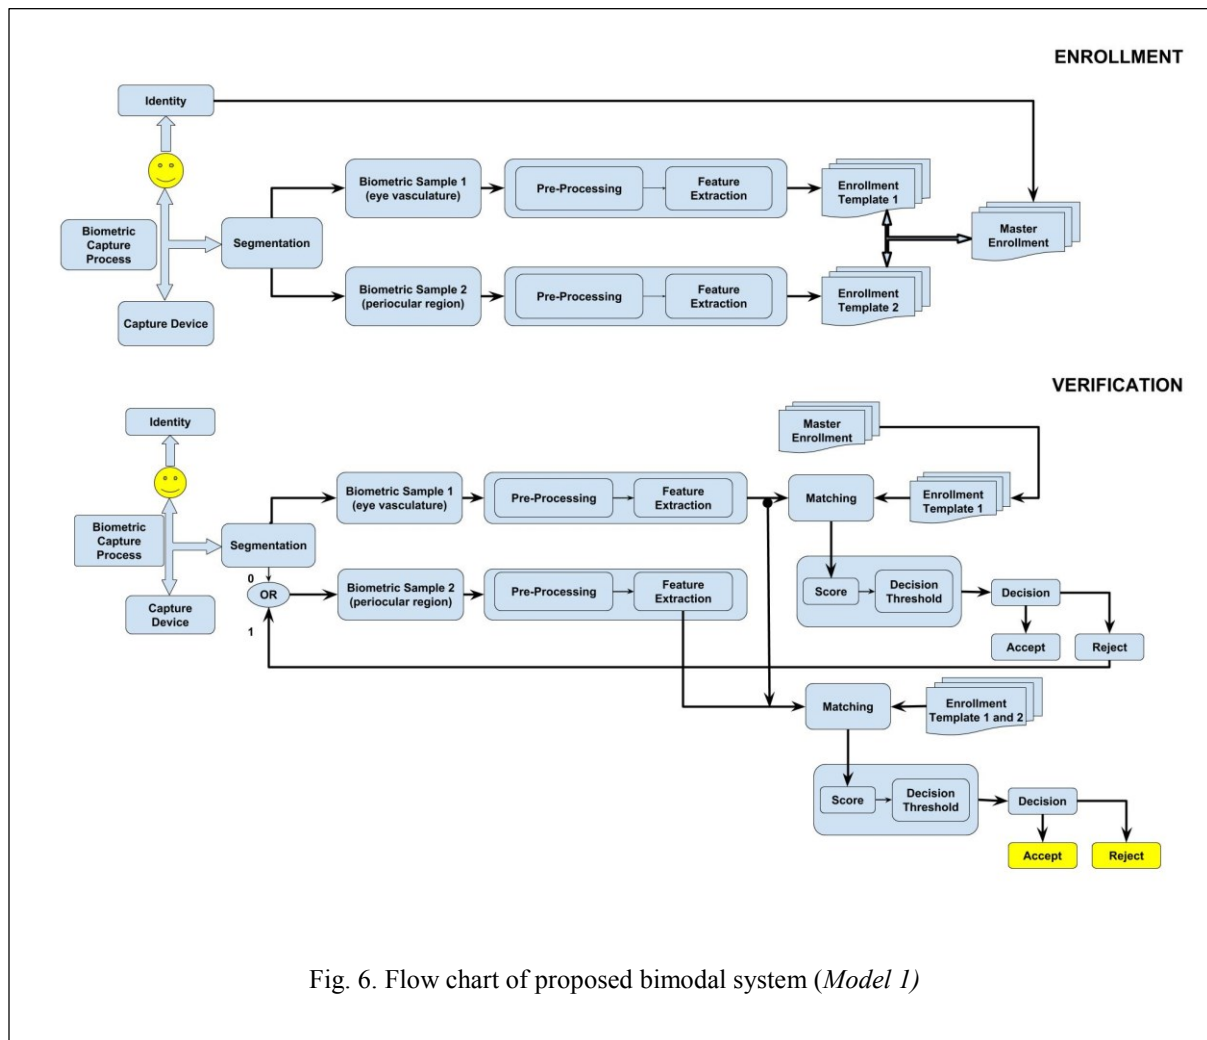 ENROLLMENT
Identity
Biometric
Capture
Process
Capture Device
Segmentation
Biometric Sample 1
(eye vasculature)
Pre-Processing
Feature
Extraction
Enrollment
Template 1
Master
Enrollment
Biometric Sample 2
(periocular region)
Pre-Processing
Feature
Extraction
Enrollment
Template 2
VERIFICATION
Identity
Biometric
Capture
Process
Capture
Device
Segmentation
0
OR
1
Biometric Sample 1
(eye vasculature)
Pre-Processing
Feature
Extraction
Matching
Master
Enrollment
Enrollment
Template 1
Score
Decision
Threshold
Decision
Accept
Reject
Biometric Sample 2
(periocular region)
Pre-Processing
Feature
Extraction
Matching
Enrollment
Template 1 and 2
Score
Decision
Threshold
Decision
Accept
Reject
Fig. 6. Flow chart of proposed bimodal system (Model 1)